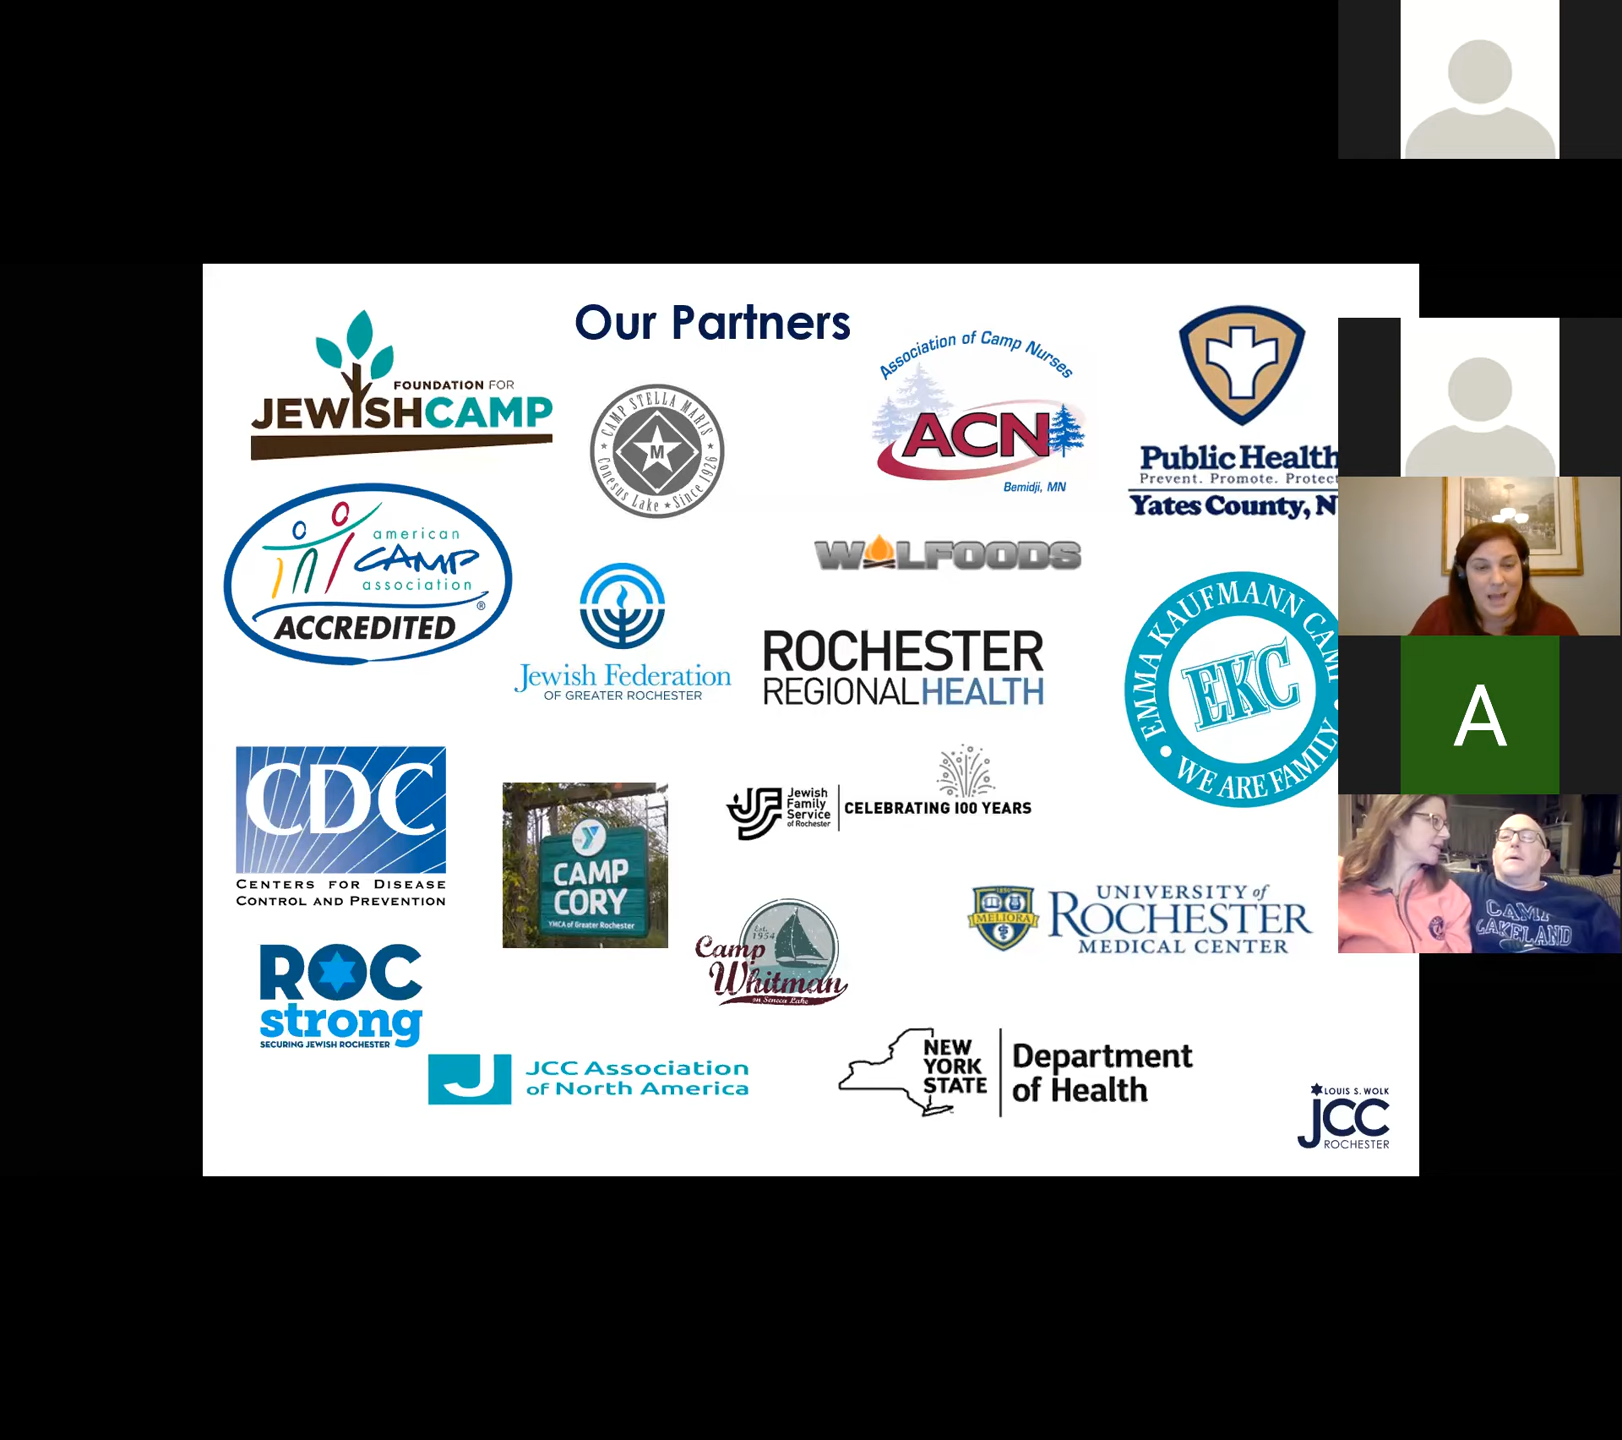 Our Partners
FOUNDATION FOR
JEWISHCAMP
CAMP STELLA MARIS
M
Conesus Lake ★ Since 1926
Association of Camp Nurses
ACN
Bemidji, MN
Public Health
Prevent. Promote. Protect
Yates County, N
american
CAMP
association
®
ACCREDITED
Jewish Federation
OF GREATER ROCHESTER
WALFOODS
ROCHESTER
REGIONALHEALTH
EMMA KAUFMANN CAMP
EKC
• WE ARE FAMILY
A
CDC
CENTERS FOR DISEASE
CONTROL AND PREVENTION
Y
CAMP
CORY
YMCA of Greater Rochester
Jewish
Family
Service
of Rochester
CELEBRATING 100 YEARS
Est.
1954
Camp
Whitman
on Seneca Lake
MELIORA
UNIVERSITY of
ROCHESTER
MEDICAL CENTER
CAMP
LAKELAND
ROC
strong
SECURING JEWISH ROCHESTER
J
JCC Association
of North America
NEW
YORK
STATE
Department
of Health
LOUIS S. WOLK
JCC
ROCHESTER